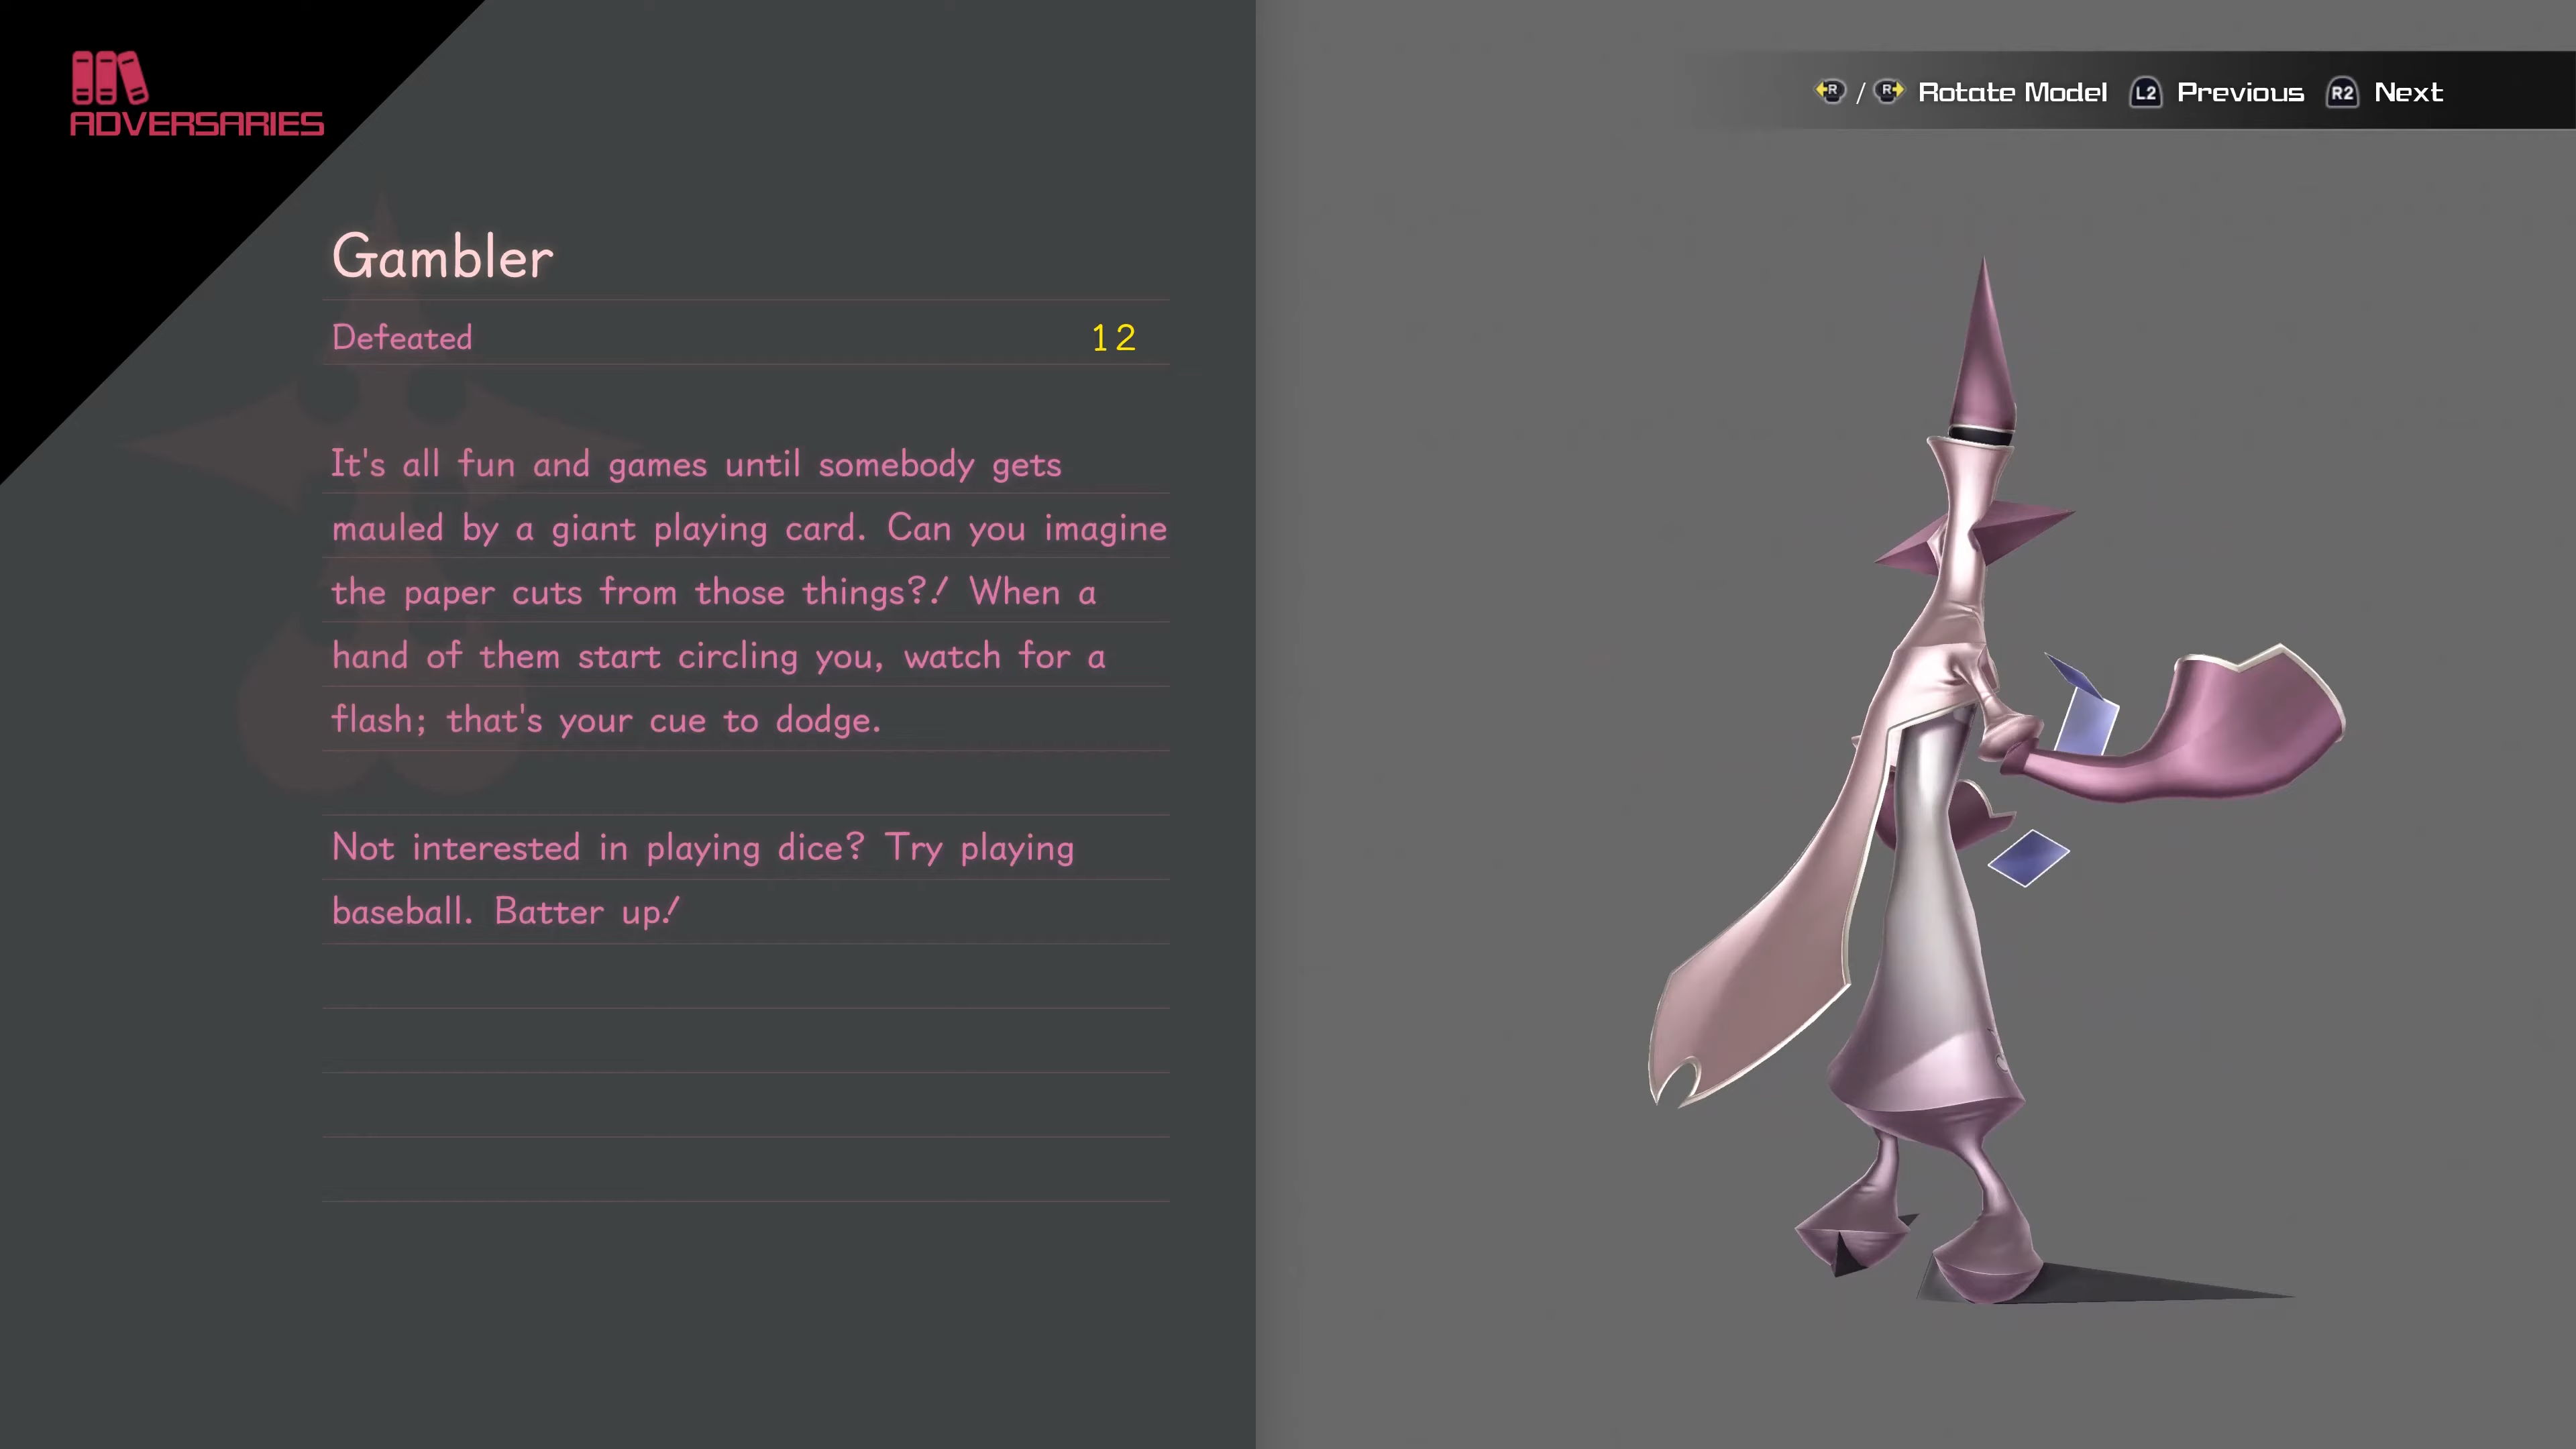 ADVERSARIES
R / R Rotate Model L2 Previous R2 Next
Gambler
Defeated 12
It's all fun and games until somebody gets
mauled by a giant playing card. Can you imagine
the paper cuts from those things?! When a
hand of them start circling you, watch for a
flash; that's your cue to dodge.
Not interested in playing dice? Try playing
baseball. Batter up!